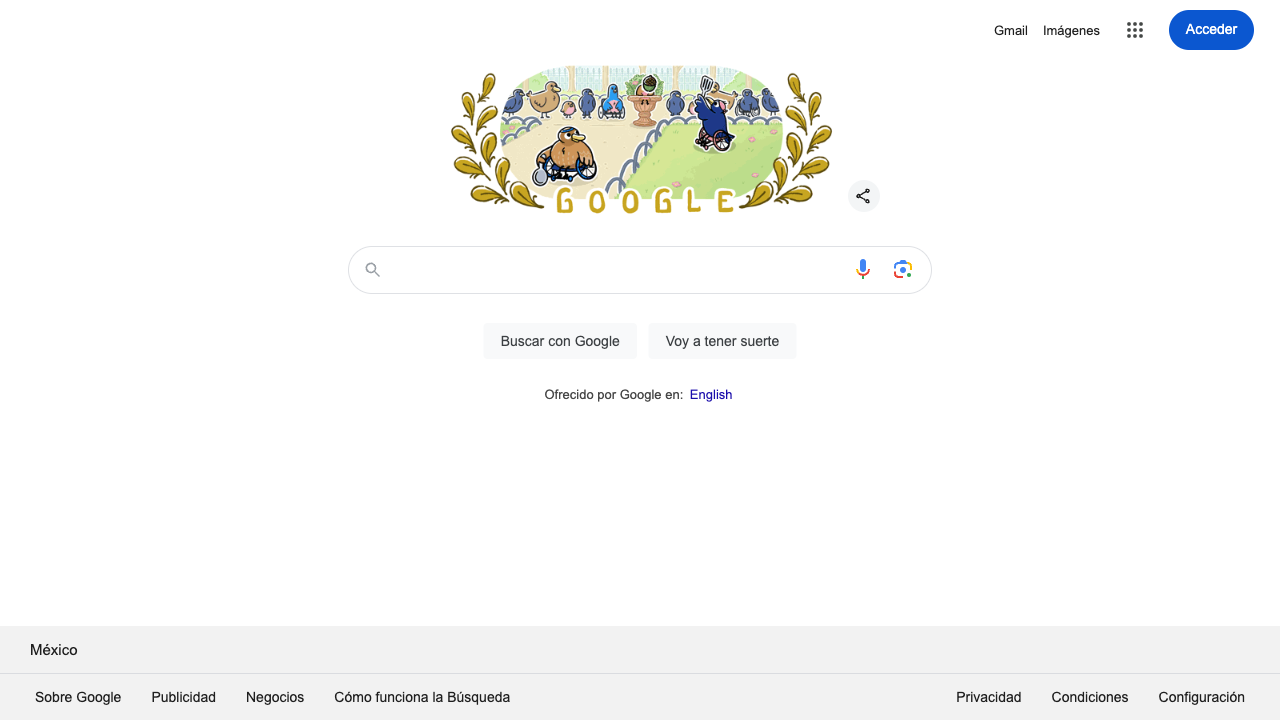 Gmail Imágenes Acceder
GOOGLE
Buscar con Google Voy a tener suerte
Ofrecido por Google en: English
México
Sobre Google Publicidad Negocios Cómo funciona la Búsqueda Privacidad Condiciones Configuración